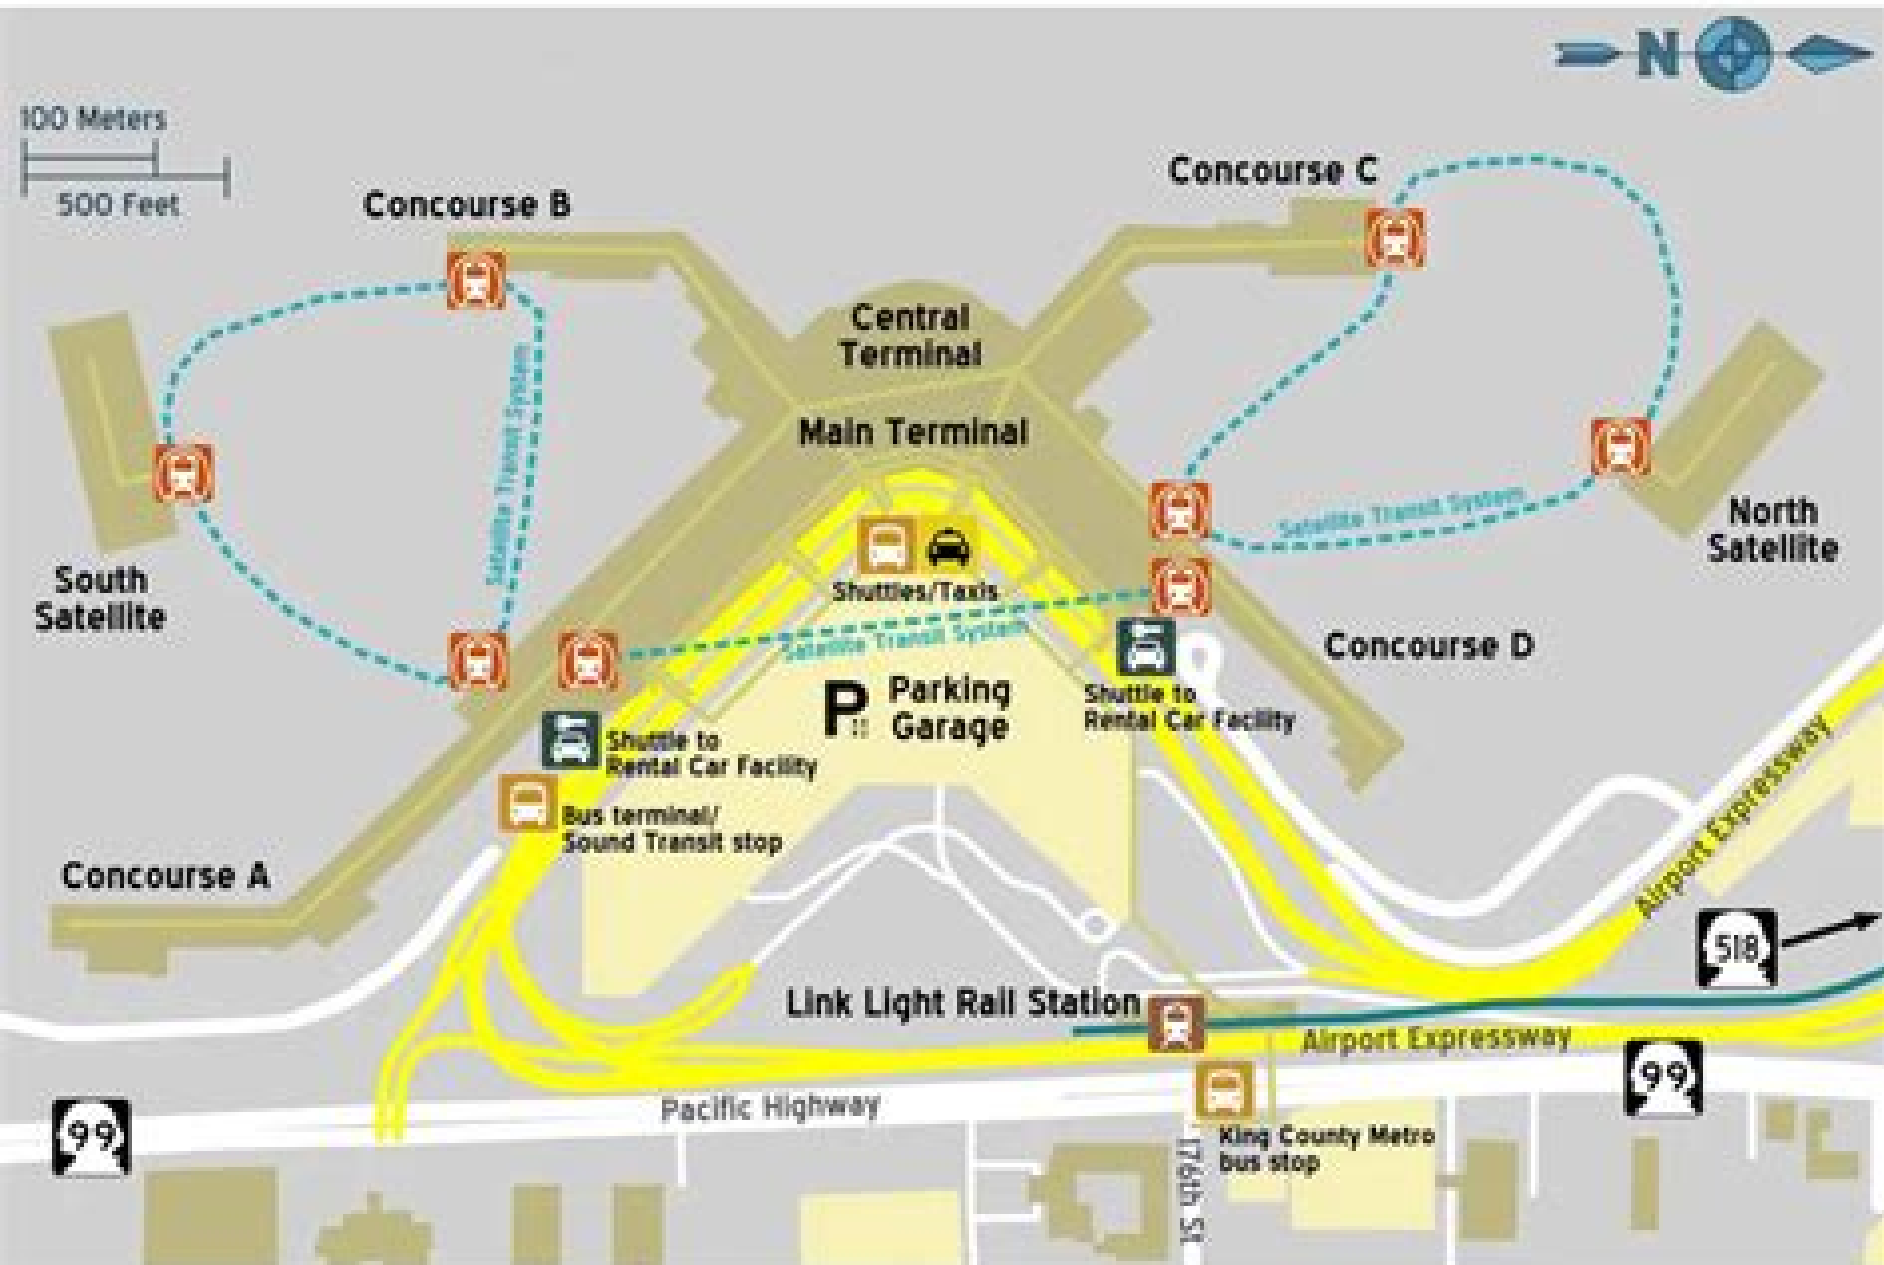 N
100 Meters
500 Feet
Concourse B
Concourse C
Central
Terminal
Main Terminal
Satellite Transit System
Satellite Transit System
North
Satellite
South
Satellite
Shuttles/Taxis
Satellite Transit System
Concourse D
P
Parking
Garage
Shuttle to
Rental Car Facility
Shuttle to
Rental Car Facility
Bus terminal/
Sound Transit stop
Concourse A
Airport Expressway
518
Link Light Rail Station
Airport Expressway
99
Pacific Highway
99
King County Metro
bus stop
176th St